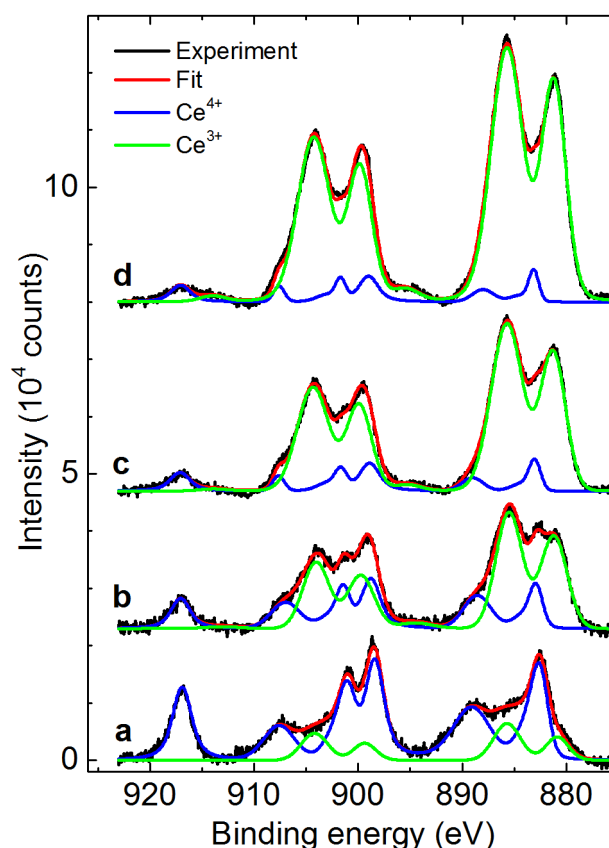 Experiment
Fit
Ce⁴⁺
Ce³⁺
10
d
5
c
b
0
a
Intensity (10⁴ counts)
920 910 900 890 880
Binding energy (eV)